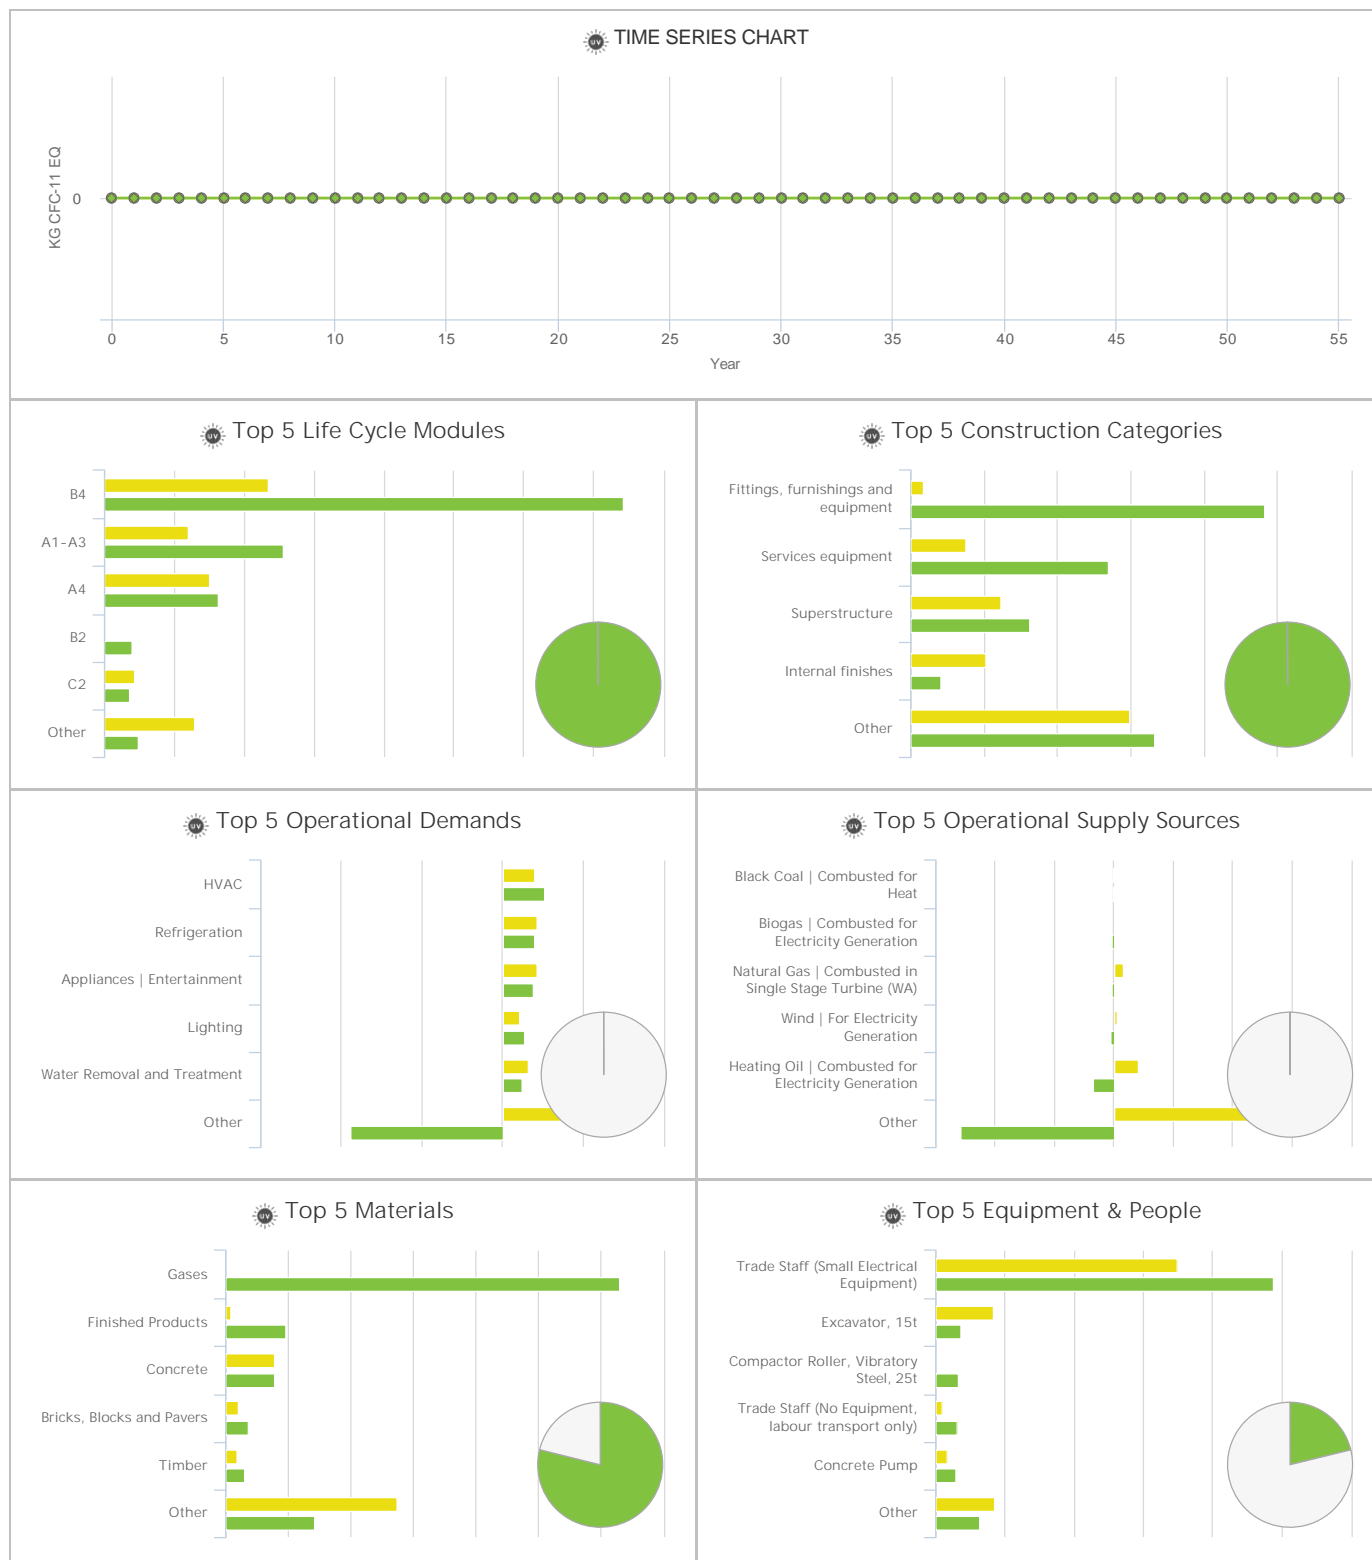 UV TIME SERIES CHART
KG CFC-11 EQ
0
0 5 10 15 20 25 30 35 40 45 50 55
Year
UV Top 5 Life Cycle Modules
B4
A1-A3
A4
B2
C2
Other
UV Top 5 Construction Categories
Fittings, furnishings and
equipment
Services equipment
Superstructure
Internal finishes
Other
UV Top 5 Operational Demands
HVAC
Refrigeration
Appliances | Entertainment
Lighting
Water Removal and Treatment
Other
UV Top 5 Operational Supply Sources
Black Coal | Combusted for
Heat
Biogas | Combusted for
Electricity Generation
Natural Gas | Combusted in
Single Stage Turbine (WA)
Wind | For Electricity
Generation
Heating Oil | Combusted for
Electricity Generation
Other
UV Top 5 Materials
Gases
Finished Products
Concrete
Bricks, Blocks and Pavers
Timber
Other
UV Top 5 Equipment & People
Trade Staff (Small Electrical
Equipment)
Excavator, 15t
Compactor Roller, Vibratory
Steel, 25t
Trade Staff (No Equipment,
labour transport only)
Concrete Pump
Other